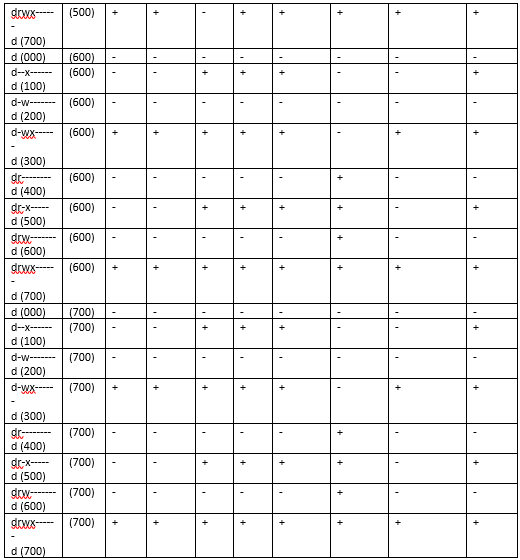 drwx----- (500) + + - + + + + +
-
d (700)
d (000) (600) - - - - - - - -
d--x------ (600) - - + + + - - +
d (100)
d-w------- (600) - - - - - - - -
d (200)
d-wx----- (600) + + + + + - + +
-
d (300)
dr-------- (600) - - - - - + - -
d (400)
dr-x----- (600) - - + + + + - +
d (500)
drw------- (600) - - - - - + - -
d (600)
drwx----- (600) + + + + + + + +
-
d (700)
d (000) (700) - - - - - - - -
d--x------ (700) - - + + + - - +
d (100)
d-w------- (700) - - - - - - - -
d (200)
d-wx----- (700) + + + + + - + +
-
d (300)
dr-------- (700) - - - - - + - -
d (400)
dr-x----- (700) - - + + + + - +
d (500)
drw------- (700) - - - - - + - -
d (600)
drwx----- (700) + + + + + + + +
-
d (700)